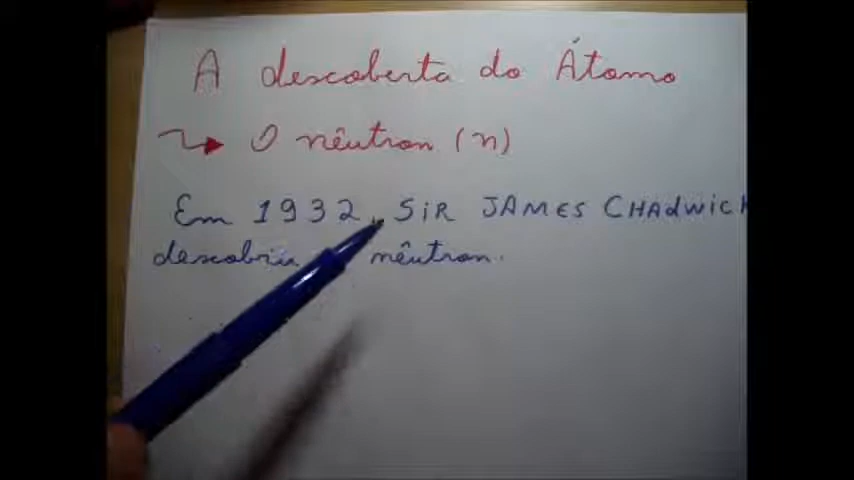 A descoberta do Átomo
O nêutron (n)
Em 1932, Sir JAMES CHADWICK
descobriu nêutron.